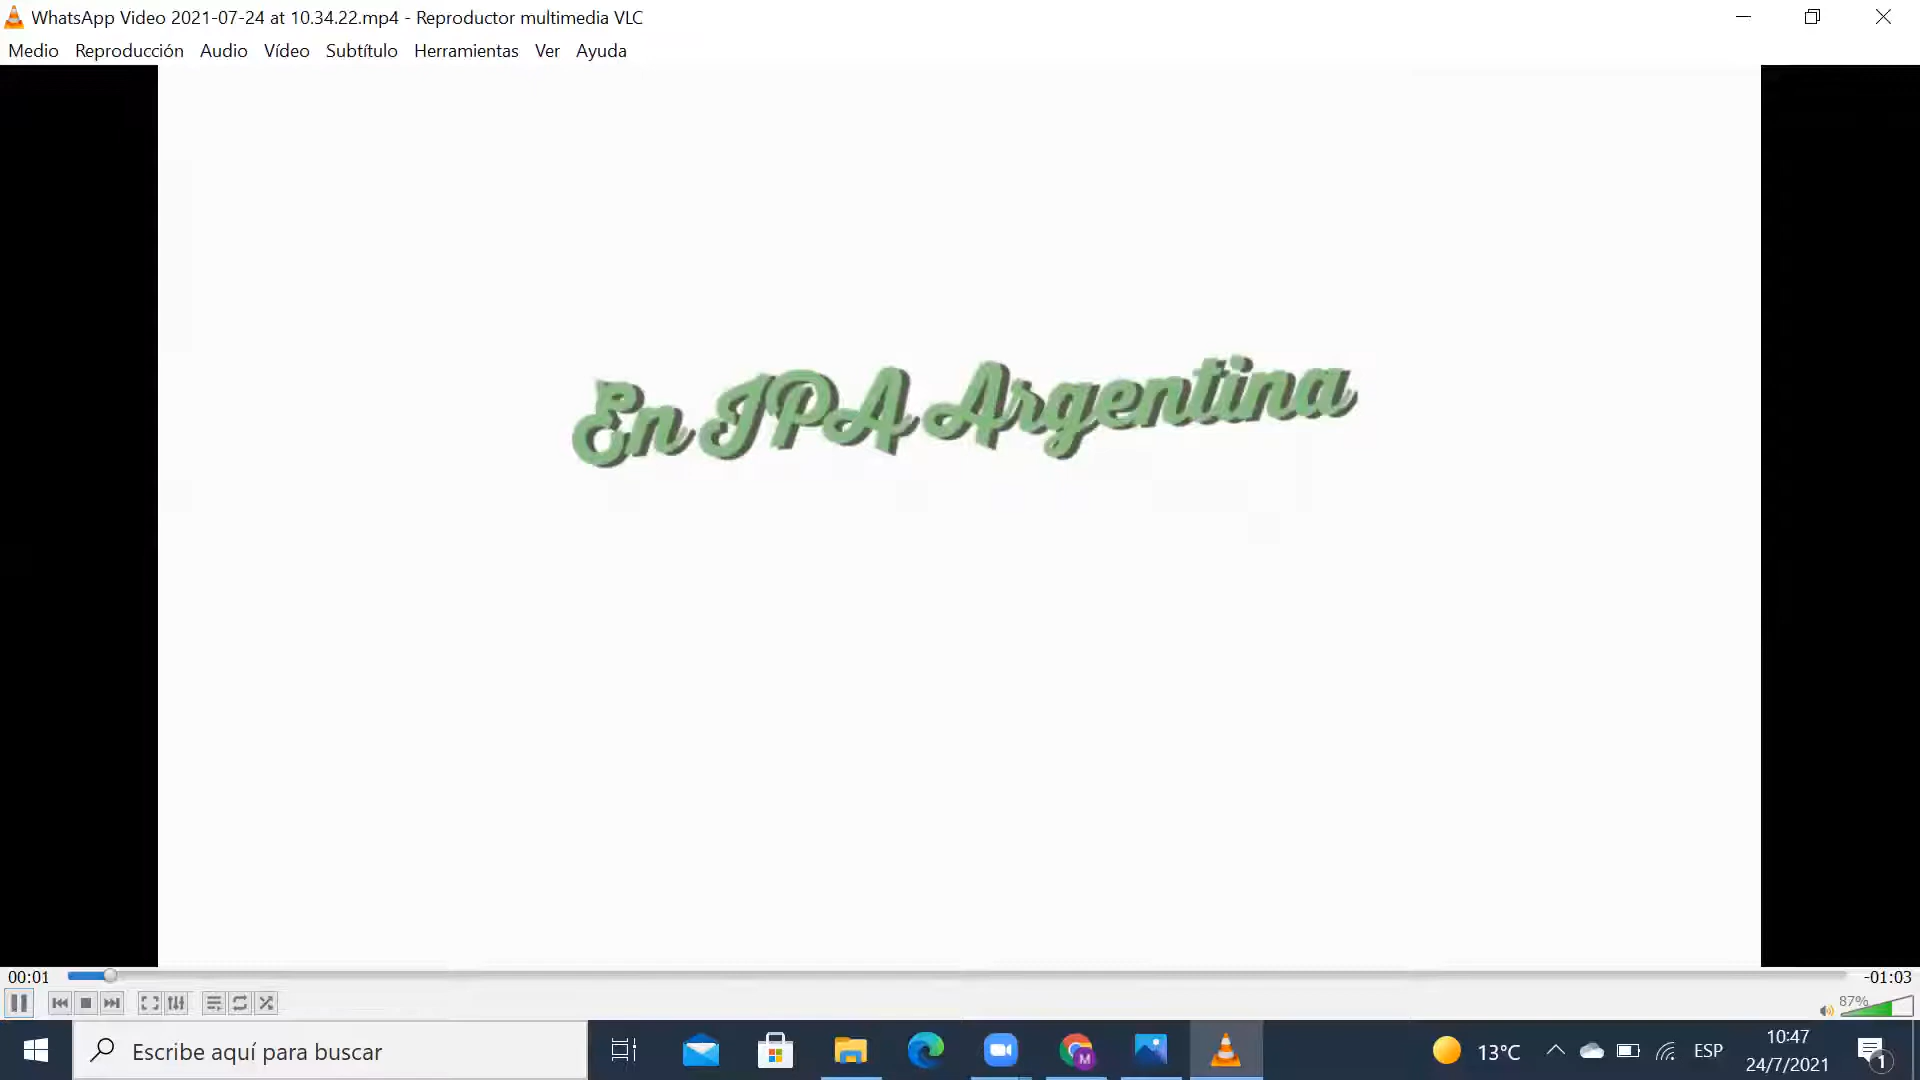 WhatsApp Video 2021-07-24 at 10.34.22.mp4 - Reproductor multimedia VLC
Medio Reproducción Audio Vídeo Subtítulo Herramientas Ver Ayuda
En IPA Argentina
00:01 -01:03
87%
Escribe aquí para buscar
M
13°C ESP
10:47
24/7/2021
1